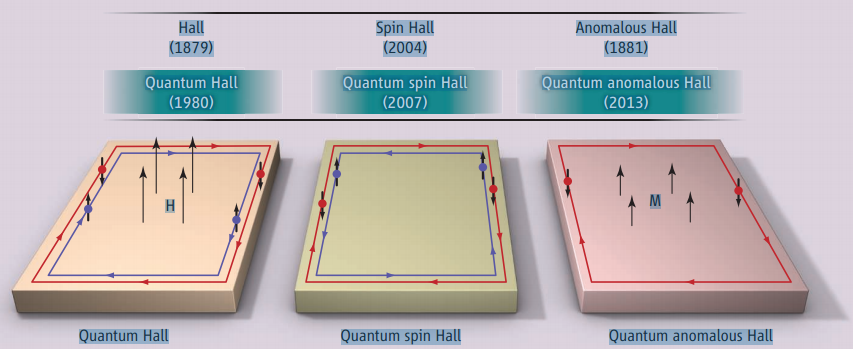 Hall
(1879)
Spin Hall
(2004)
Anomalous Hall
(1881)
Quantum Hall
(1980)
Quantum spin Hall
(2007)
Quantum anomalous Hall
(2013)
H
M
Quantum Hall
Quantum spin Hall
Quantum anomalous Hall